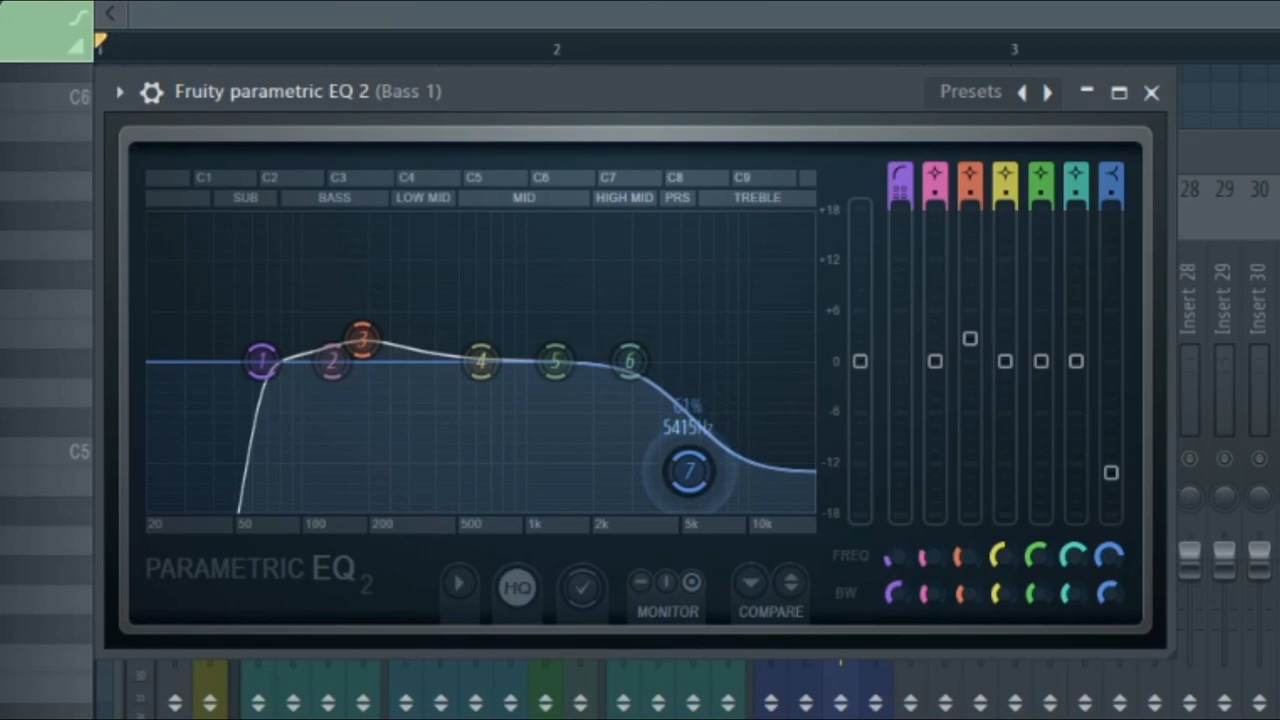 2 3
C6
Fruity parametric EQ 2 (Bass 1) Presets
C1 C2 C3 C4 C5 C6 C7 C8 C9
SUB BASS LOW MID MID HIGH MID PRS TREBLE
28 29 30
+18
+12
+6
0
-6
-12
-18
Insert 28 Insert 29 Insert 30
1 2 3 4 5 6
61%
5415Hz
7
C5
20 50 100 200 500 1k 2k 5k 10k
PARAMETRIC EQ 2
HQ
MONITOR COMPARE
FREQ
BW